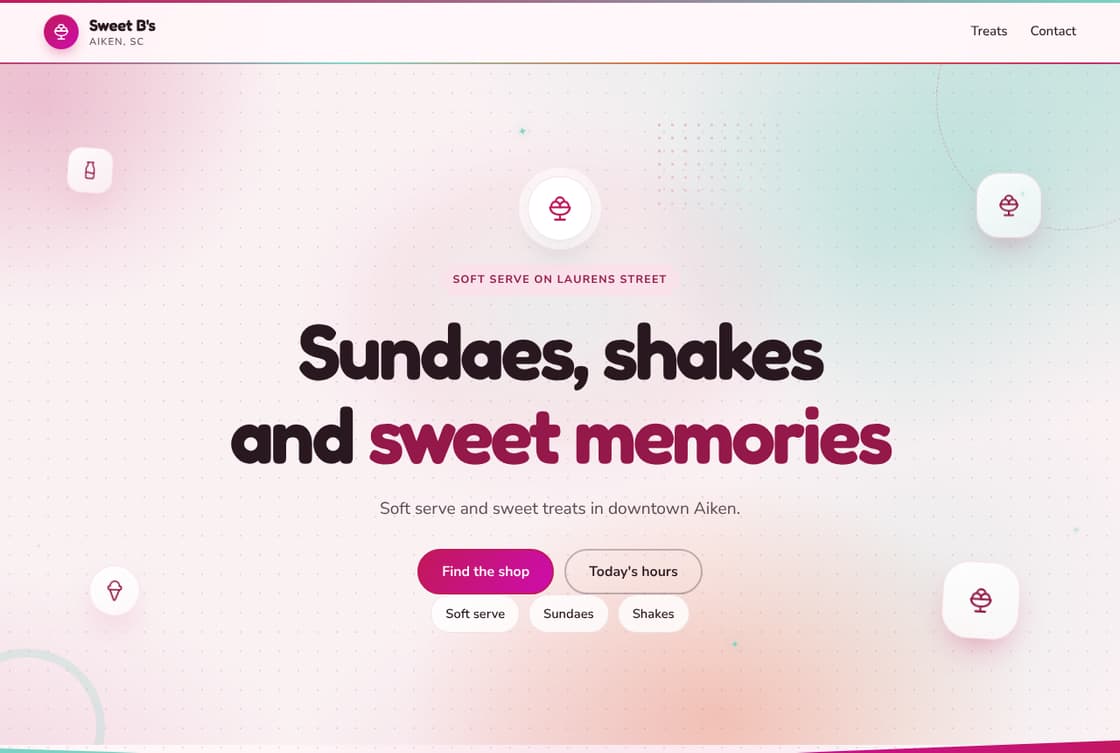 Sweet B's
AIKEN, SC
Treats
Contact
SOFT SERVE ON LAURENS STREET
Sundaes, shakes
and sweet memories
Soft serve and sweet treats in downtown Aiken.
Find the shop
Today's hours
Soft serve
Sundaes
Shakes